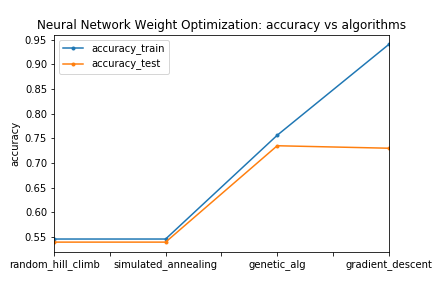 Neural Network Weight Optimization: accuracy vs algorithms
accuracy_train
accuracy_test
accuracy
0.95
0.90
0.85
0.80
0.75
0.70
0.65
0.60
0.55
random_hill_climb simulated_annealing genetic_alg gradient_descent